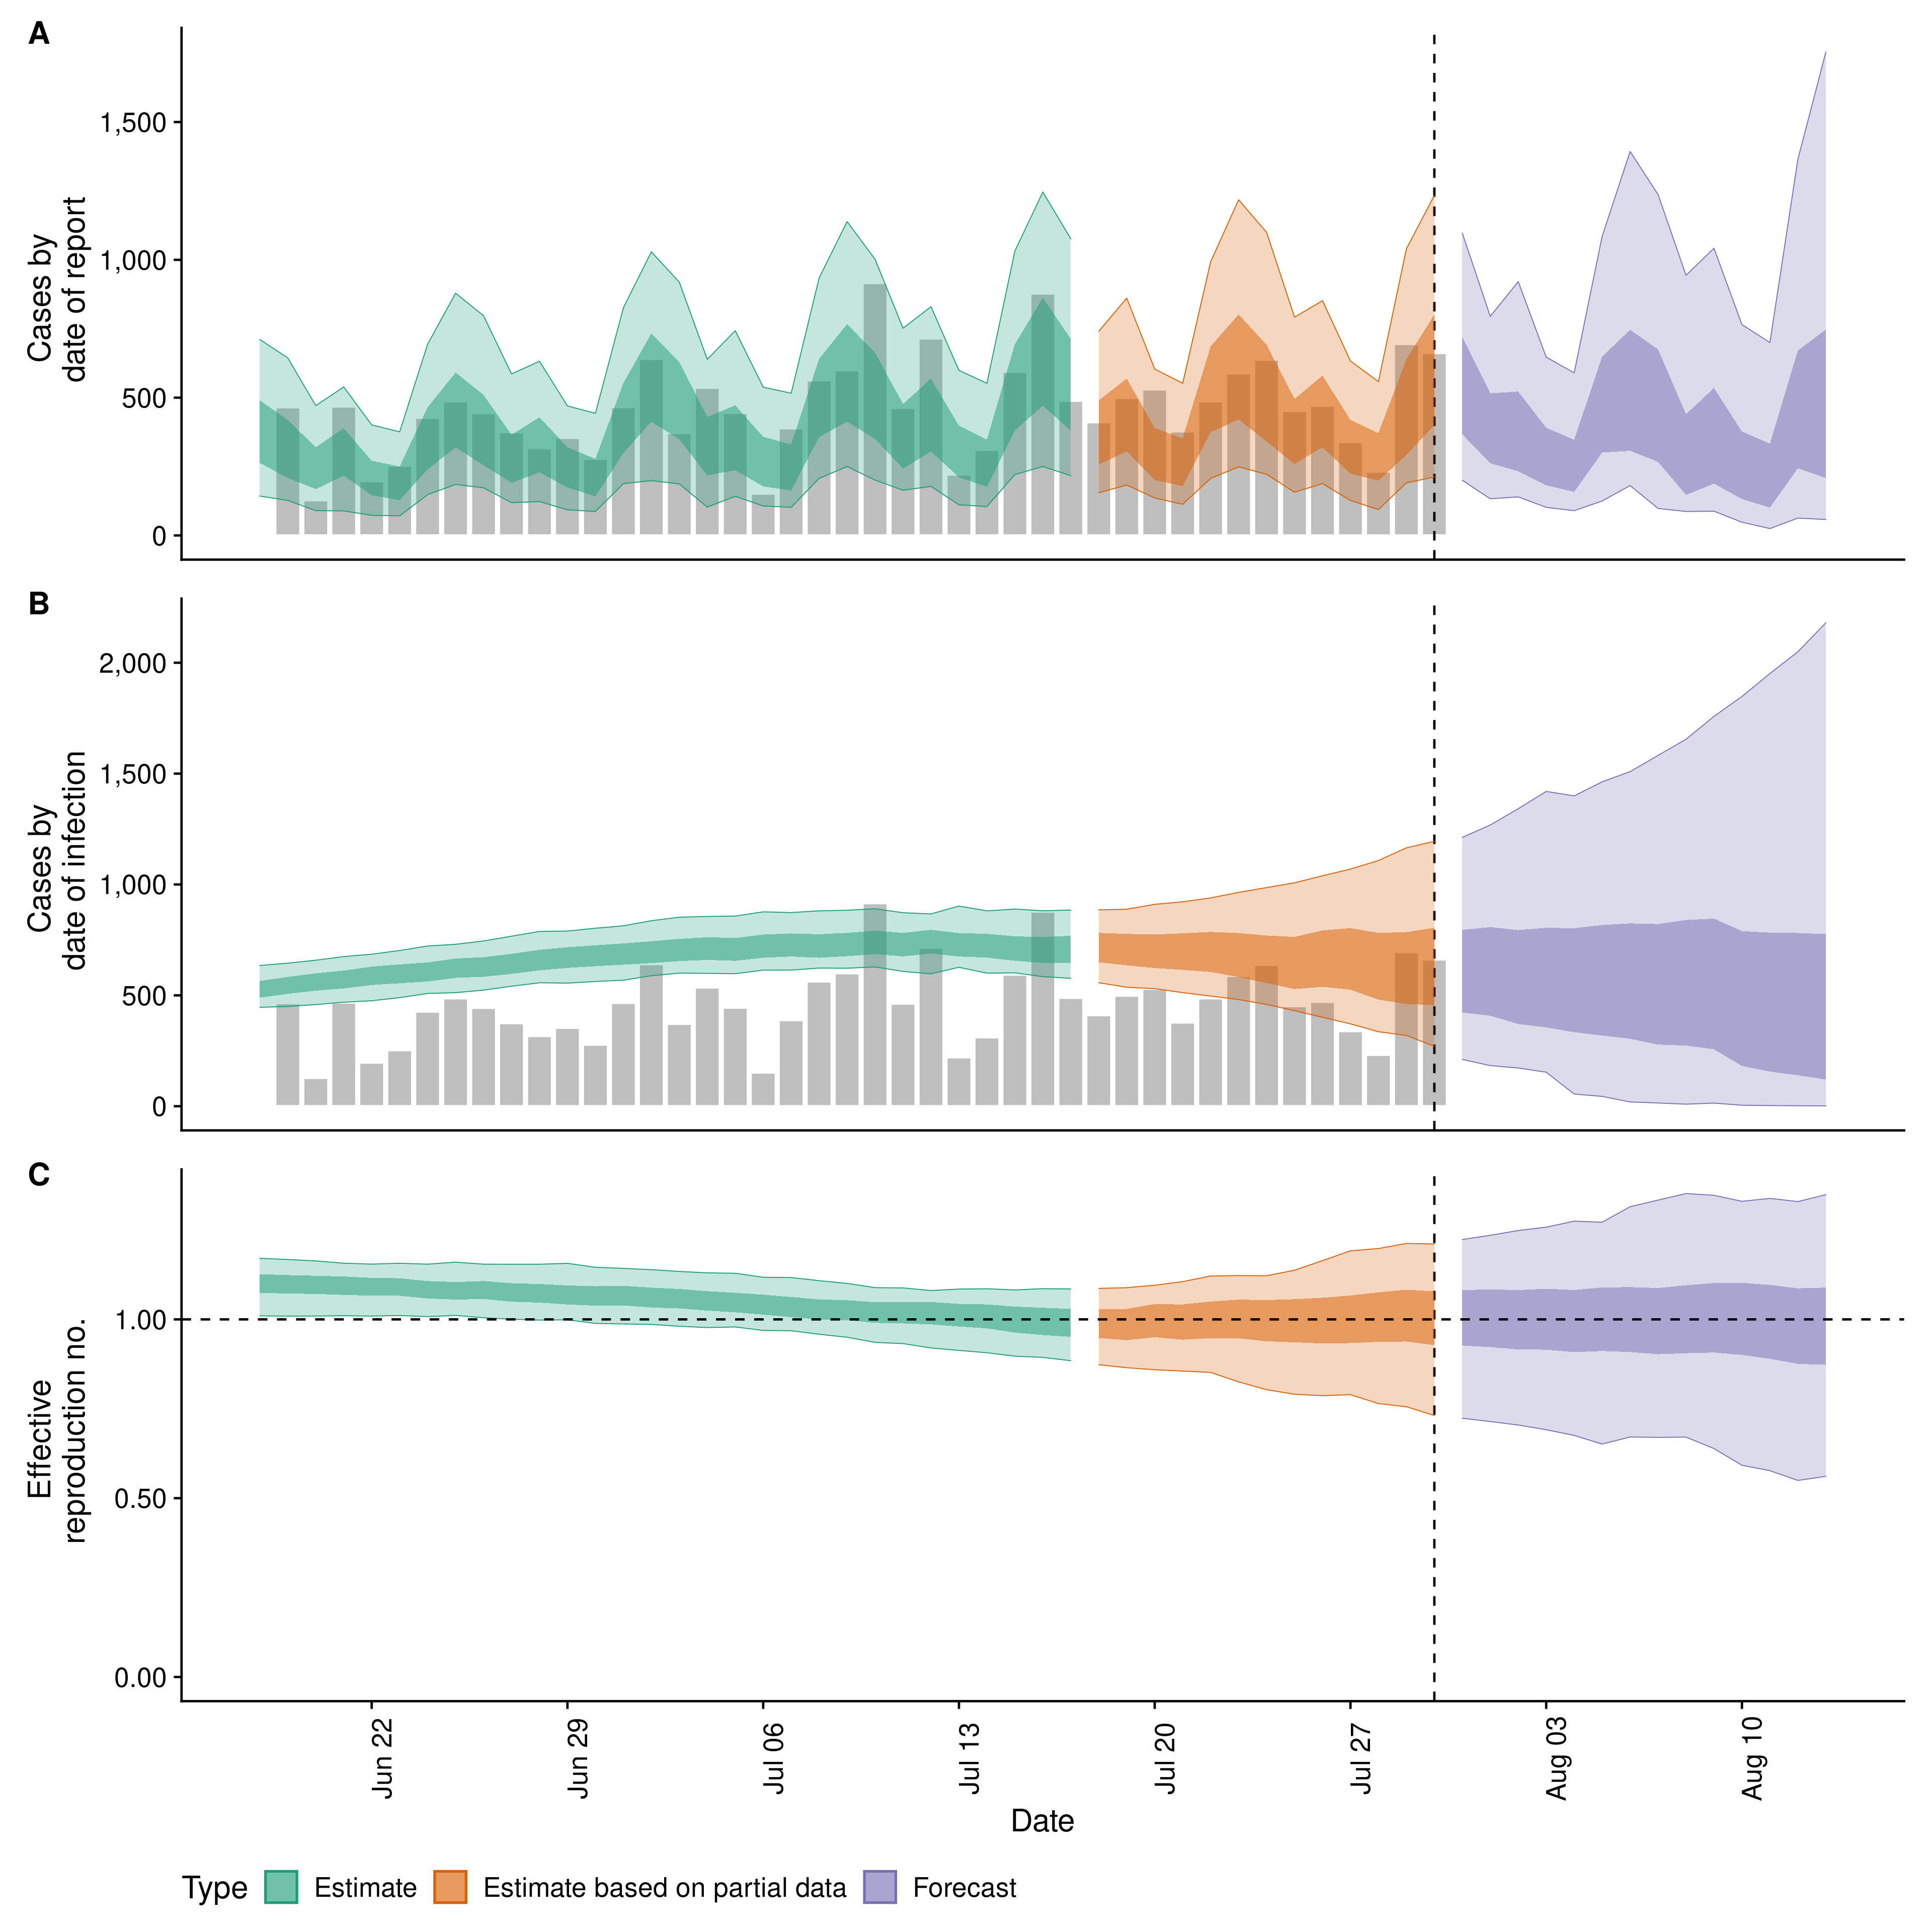 A
Cases by
date of report
1,500
1,000
500
0
B
Cases by
date of infection
2,000
1,500
1,000
500
0
C
Effective
reproduction no.
1.00
0.50
0.00
Jun 22
Jun 29
Jul 06
Jul 13
Jul 20
Jul 27
Aug 03
Aug 10
Date
Type Estimate Estimate based on partial data Forecast